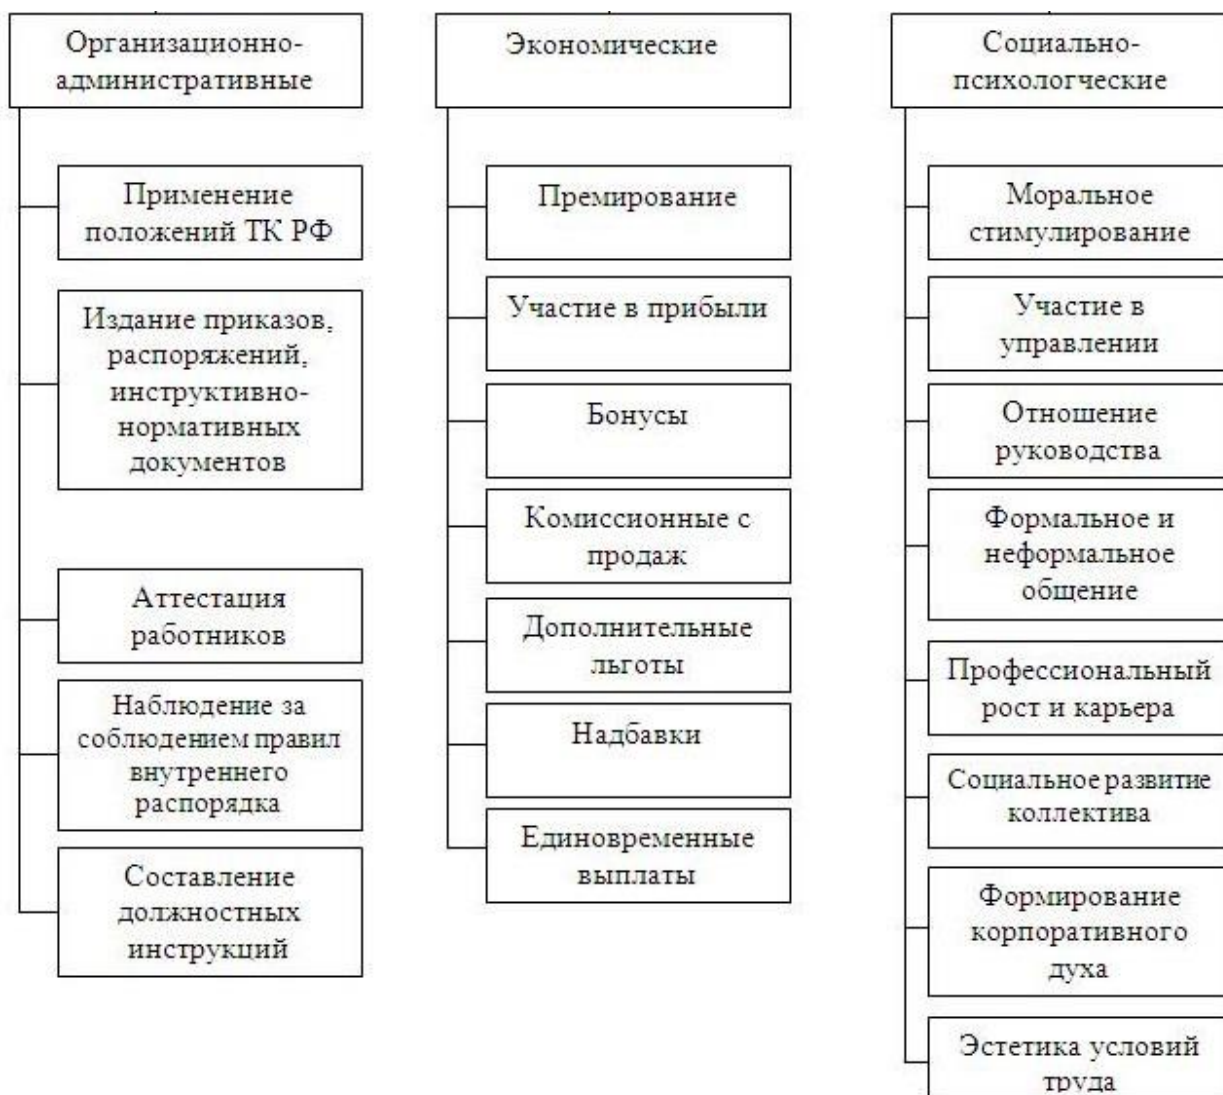 Организационно-
административные
Применение
положений ТК РФ
Издание приказов,
распоряжений,
инструктивно-
нормативных
документов
Аттестация
работников
Наблюдение за
соблюдением правил
внутреннего
распорядка
Составление
должностных
инструкций
Экономические
Премирование
Участие в прибыли
Бонусы
Комиссионные с
продаж
Дополнительные
льготы
Надбавки
Единовременные
выплаты
Социально-
психологческие
Моральное
стимулирование
Участие в
управлении
Отношение
руководства
Формальное и
неформальное
общение
Профессиональный
рост и карьера
Социальное развитие
коллектива
Формирование
корпоративного
духа
Эстетика условий
труда